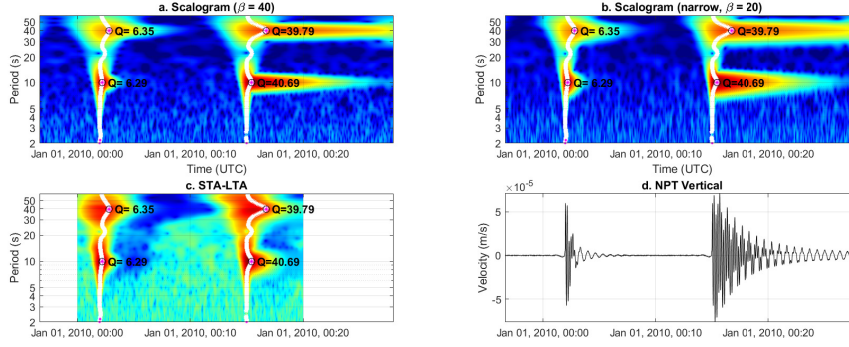 a. Scalogram (β = 40)
Period (s)
50
40
30
20
10
5
4
3
2
Q= 6.35
Q=39.79
Q= 6.29
Q=40.69
Jan 01, 2010, 00:00
Jan 01, 2010, 00:10
Jan 01, 2010, 00:20
Time (UTC)
b. Scalogram (narrow, β = 20)
Period (s)
50
40
30
20
10
5
4
3
2
Q= 6.35
Q=39.79
Q= 6.29
Q=40.69
Jan 01, 2010, 00:00
Jan 01, 2010, 00:10
Jan 01, 2010, 00:20
Time (UTC)
c. STA-LTA
Period (s)
50
40
30
20
10
5
4
3
2
Q= 6.35
Q=39.79
Q= 6.29
Q=40.69
Jan 01, 2010, 00:00
Jan 01, 2010, 00:10
Jan 01, 2010, 00:20
d. NPT Vertical
×10-5
Velocity (m/s)
5
0
-5
Jan 01, 2010, 00:00
Jan 01, 2010, 00:10
Jan 01, 2010, 00:20